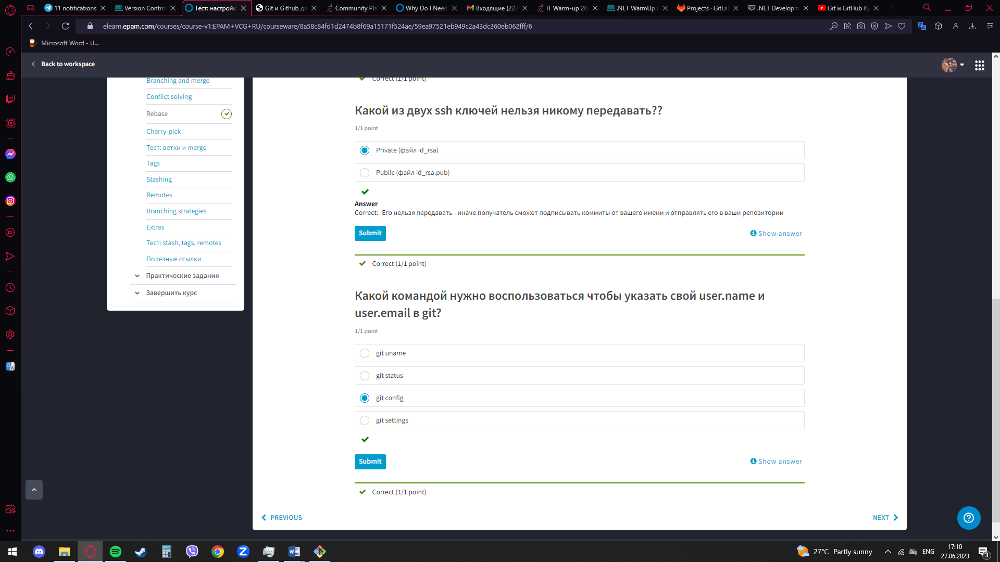 11 notifications
Version Control
Тест: настройк
Git и Github дл
Community Pla
Why Do I Need
Входящие (222
IT Warm-up 20
.NET WarmUp (
Projects · GitLa
.NET Developm
Git и GitHub Ку
elearn.epam.com/courses/course-v1:EPAM+VCG+RU/courseware/8a58c84fd1d2474b8f69a15171f524ae/59ea97521eb949c2a43dc360eb062fff/6
Microsoft Word - U...
Back to workspace
Branching and merge
Conflict solving
Rebase
Cherry-pick
Тест: ветки и merge
Tags
Stashing
Remotes
Branching strategies
Extras
Тест: stash, tags, remotes
Полезные ссылки
Практические задания
Завершить курс
Correct (1/1 point)
Какой из двух ssh ключей нельзя никому передавать??
1/1 point
Private (файл id_rsa)
Public (файл id_rsa.pub)
Answer
Correct: Его нельзя передавать - иначе получатель сможет подписывать коммиты от вашего имени и отправлять его в ваши репозитории
Submit
Show answer
Correct (1/1 point)
Какой командой нужно воспользоваться чтобы указать свой user.name и
user.email в git?
1/1 point
git uname
git status
git config
git settings
Submit
Show answer
Correct (1/1 point)
PREVIOUS
NEXT
27°C Partly sunny
ENG
17:10
27.06.2023
3